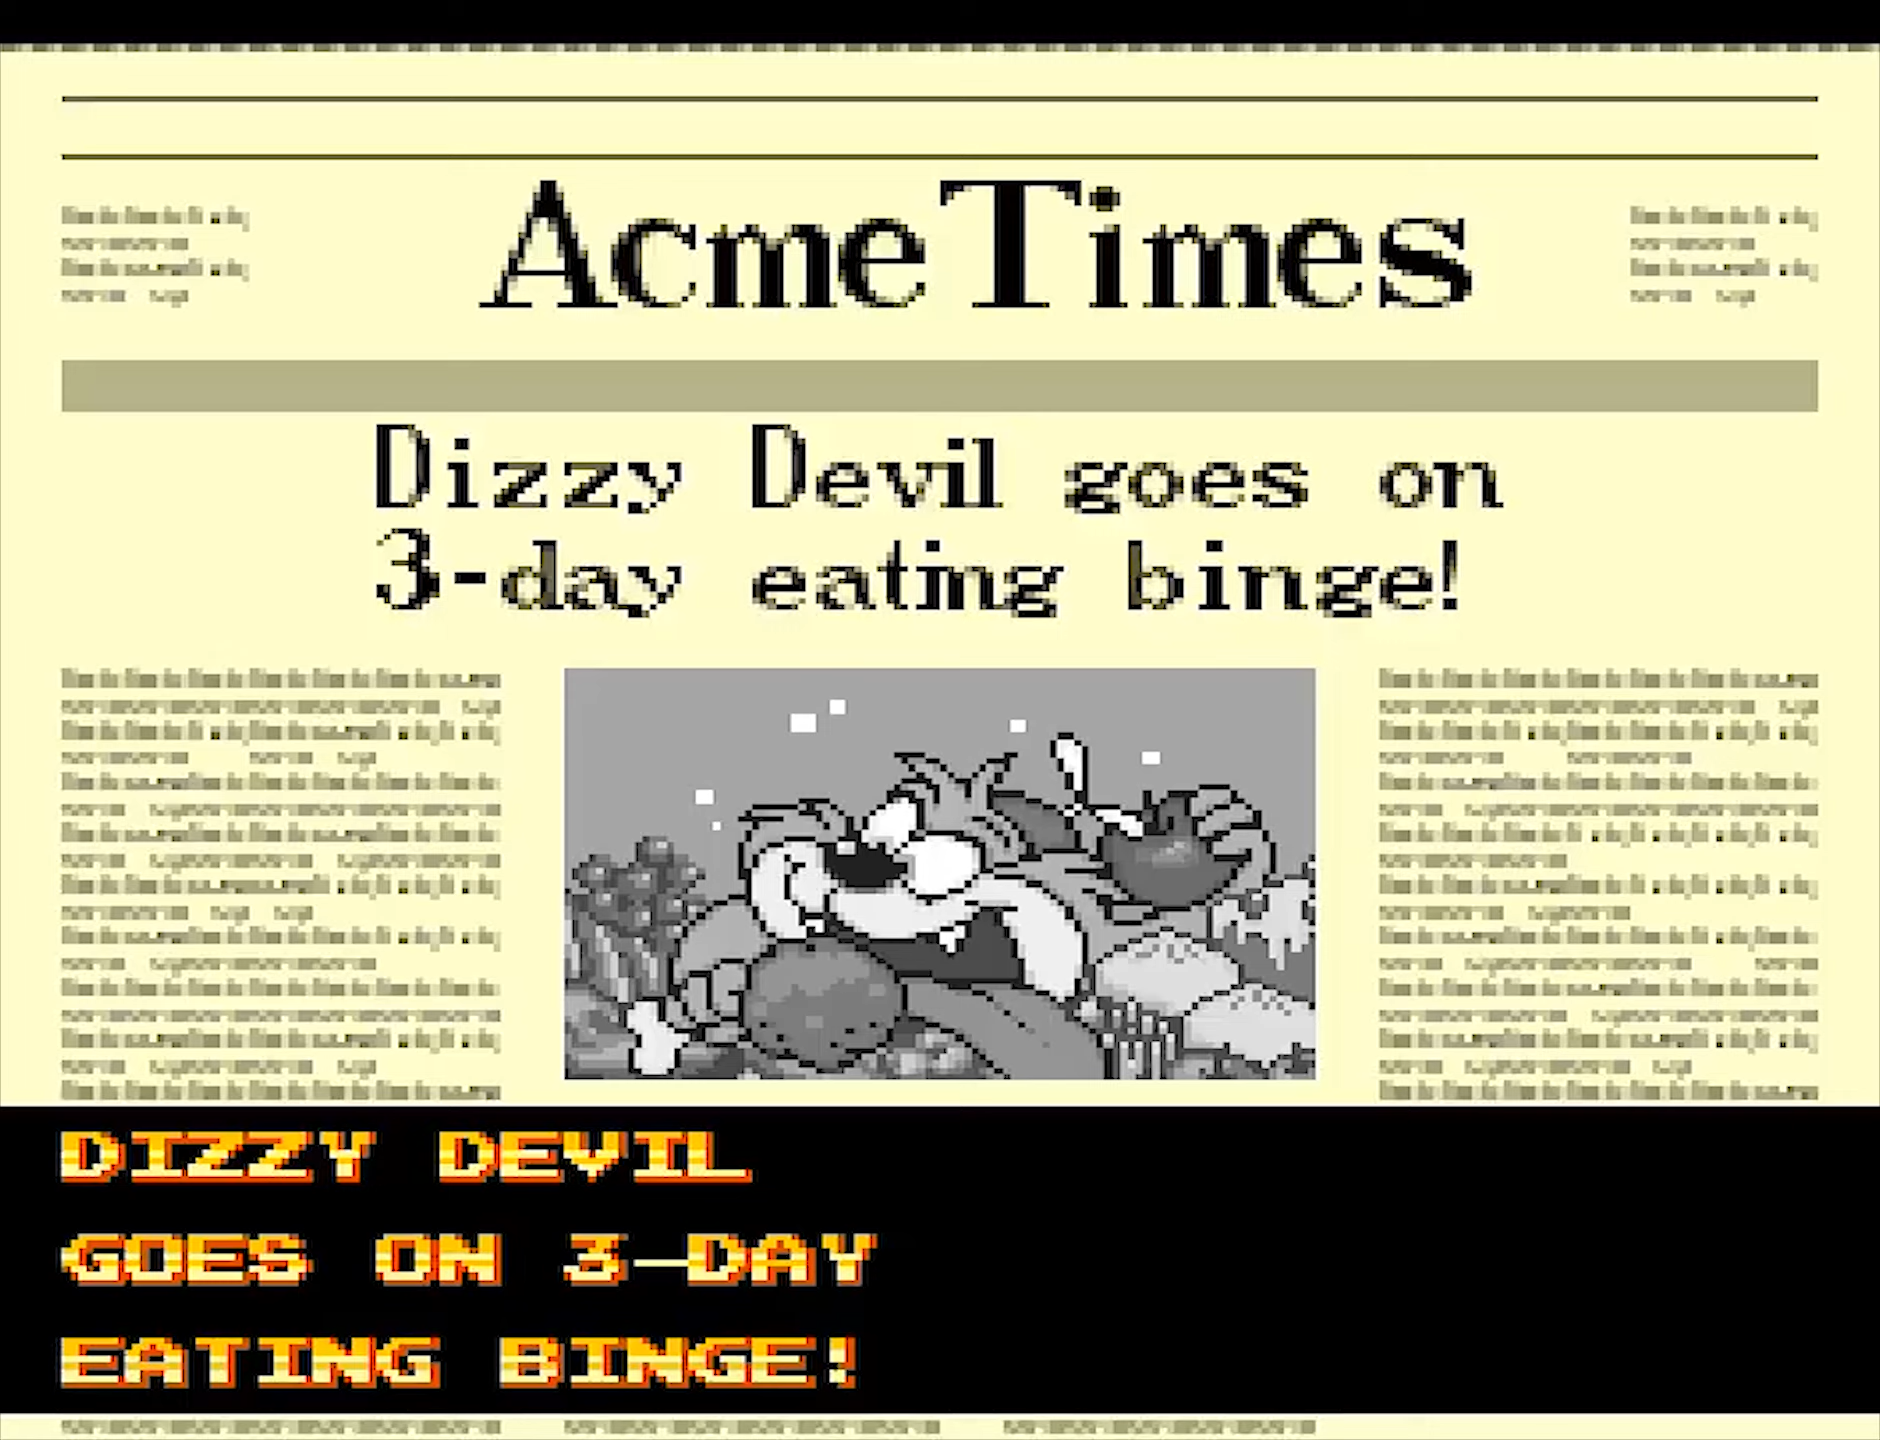 Acme Times
Dizzy Devil goes on
3-day eating binge!
DIZZY DEVIL
GOES ON 3-DAY
EATING BINGE!